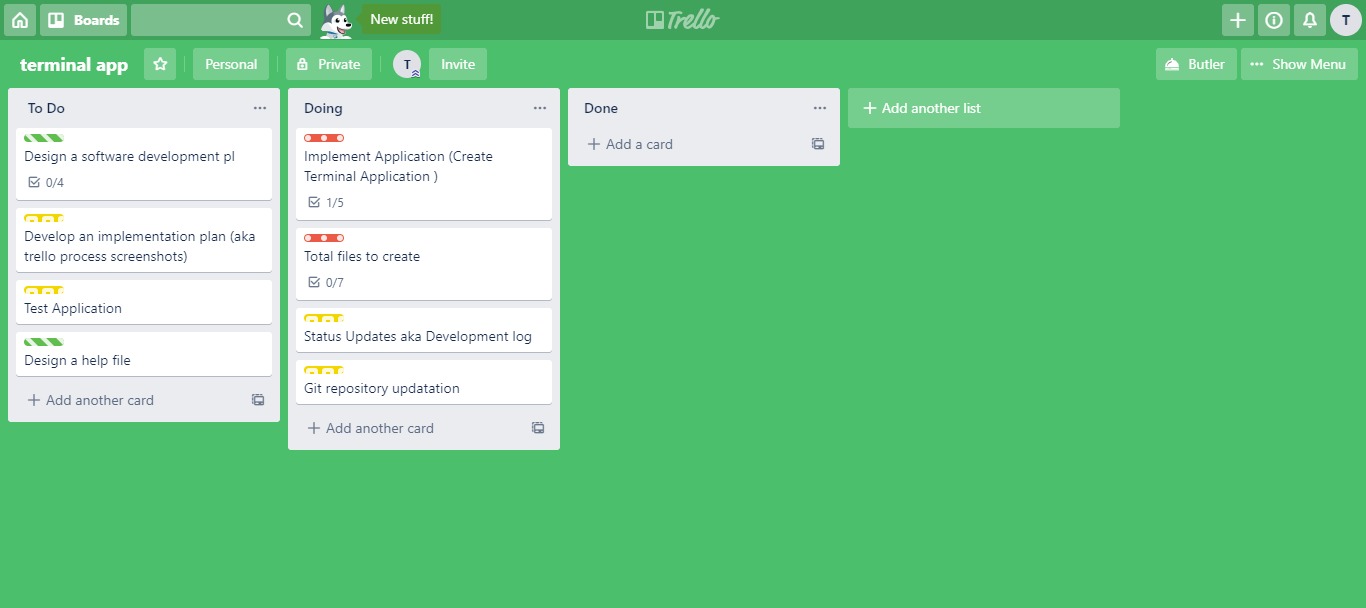 Boards
New stuff!
Trello
T
terminal app
Personal
Private
T
Invite
Butler
Show Menu
To Do
Design a software development pl
0/4
Develop an implementation plan (aka
trello process screenshots)
Test Application
Design a help file
Add another card
Doing
Implement Application (Create
Terminal Application )
1/5
Total files to create
0/7
Status Updates aka Development log
Git repository updatation
Add another card
Done
Add a card
Add another list